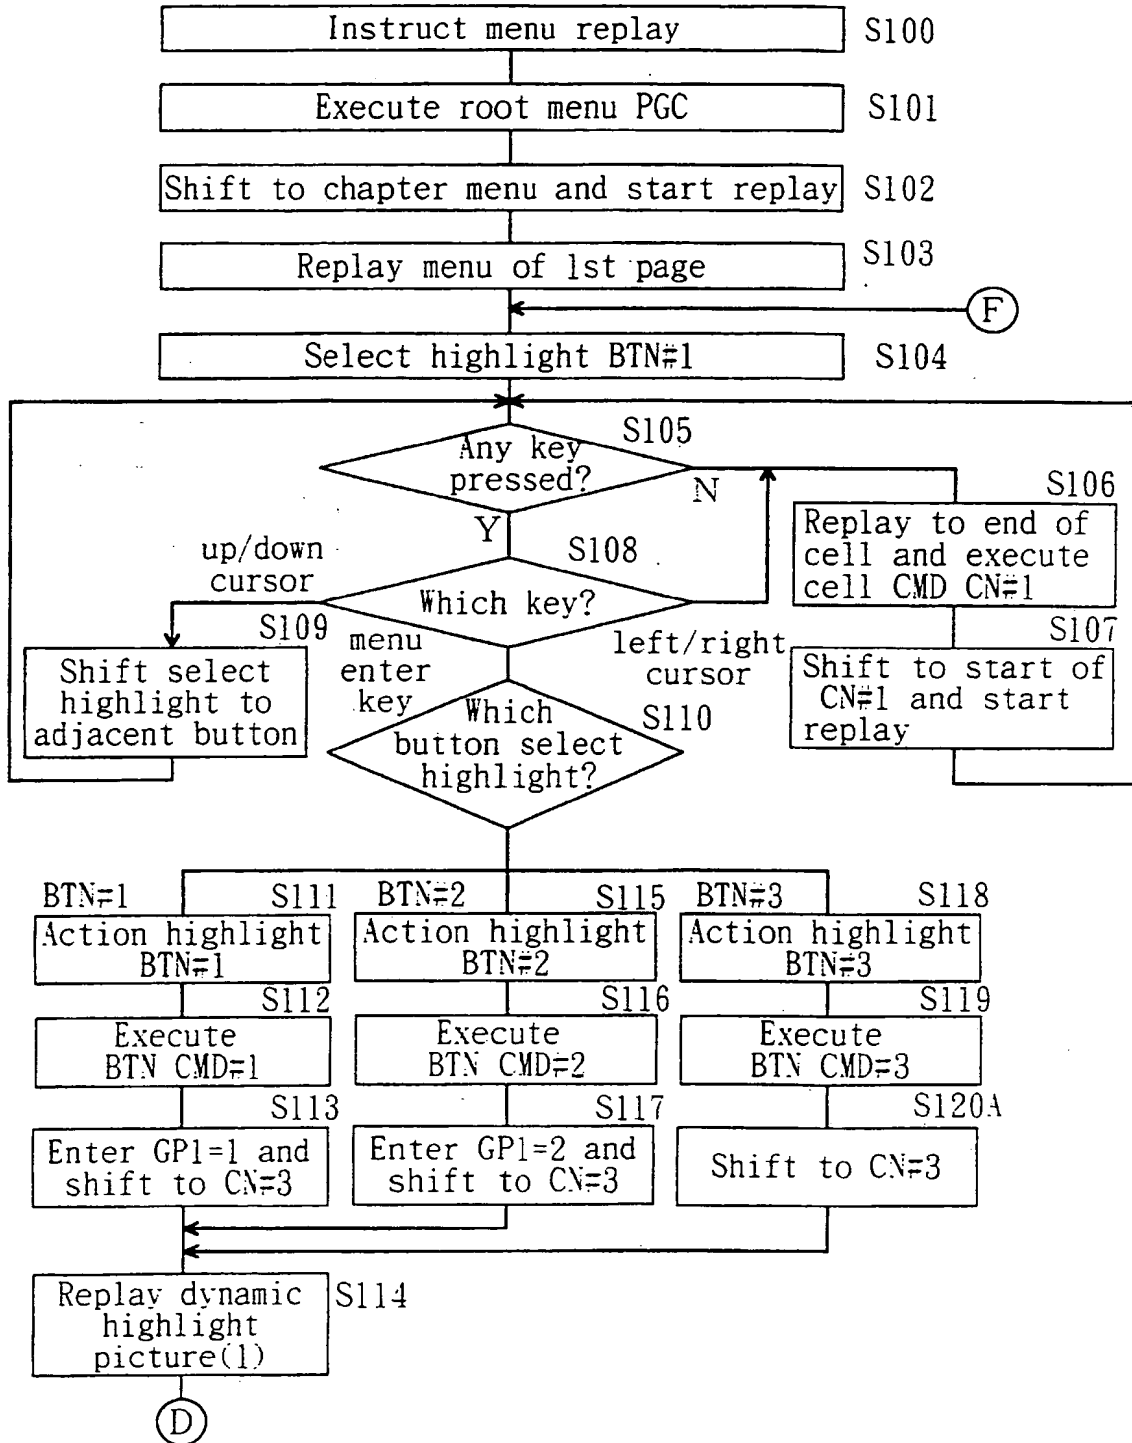 Instruct menu replay
S100
Execute root menu PGC
S101
Shift to chapter menu and start replay
S102
Replay menu of 1st page
S103
F
Select highlight BTN#1
S104
S105
Any key
pressed?
N
Y
S106
Replay to end of
cell and execute
cell CMD CN#1
S107
Shift to start of
CN#1 and start
replay
S108
Which key?
up/down
cursor
S109
Shift select
highlight to
adjacent button
menu
enter
key
left/right
cursor
S110
Which
button select
highlight?
BTN#1
S111
Action highlight
BTN#1
S112
Execute
BTN CMD#1
S113
Enter GP1=1 and
shift to CN#3
BTN#2
S115
Action highlight
BTN#2
S116
Execute
BTN CMD#2
S117
Enter GP1=2 and
shift to CN#3
BTN#3
S118
Action highlight
BTN#3
S119
Execute
BTN CMD#3
S120A
Shift to CN#3
S114
Replay dynamic
highlight
picture(1)
D